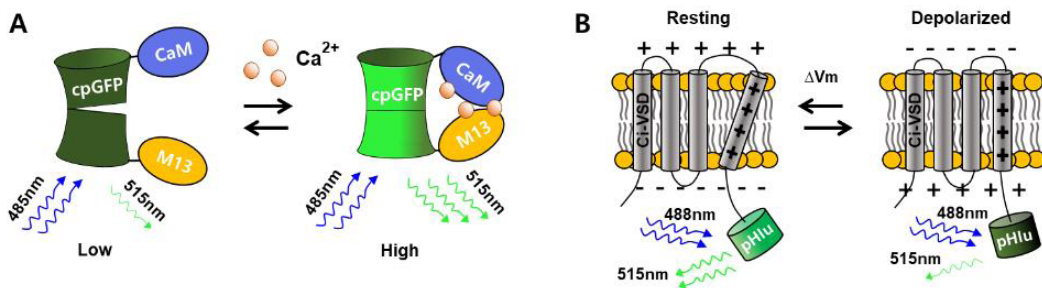 A
CaM
cpGFP
M13
485nm
515nm
Low
Ca2+
CaM
cpGFP
M13
485nm
515nm
High
B
Resting
+ + + + +
Ci-VSD
+ + + +
- - - - -
488nm
pHlu
515nm
ΔVm
Depolarized
- - - - - -
Ci-VSD
+ + + +
+ + + + +
488nm
pHlu
515nm